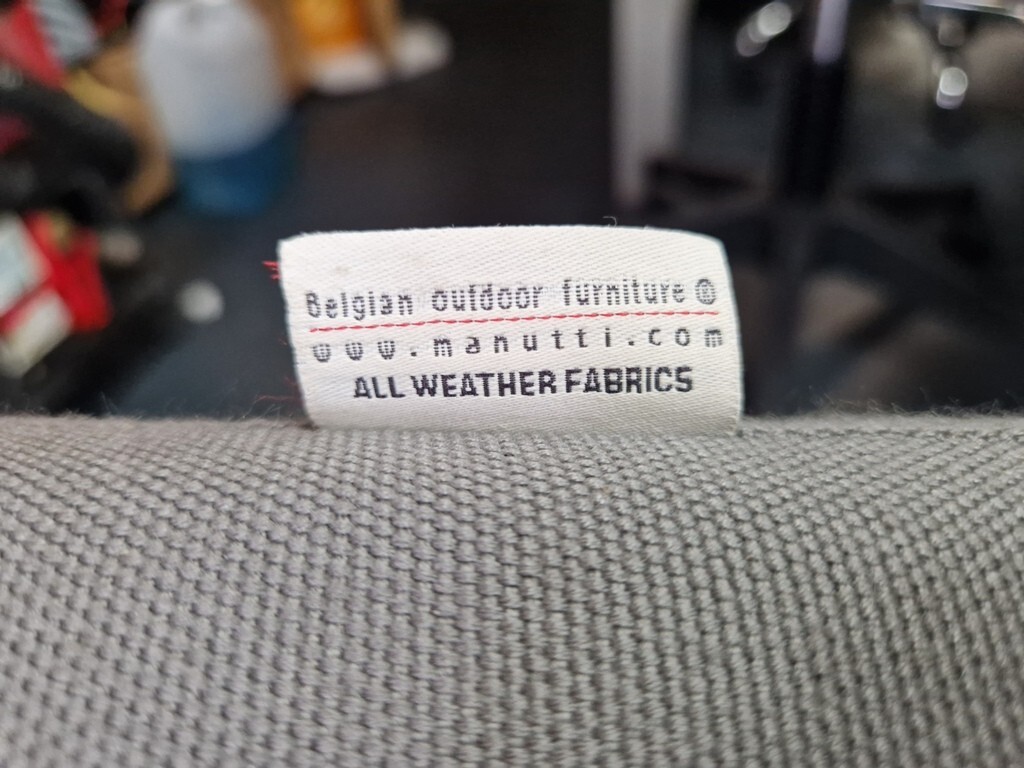 Belgian outdoor furniture ®
www.manutti.com
ALL WEATHER FABRICS